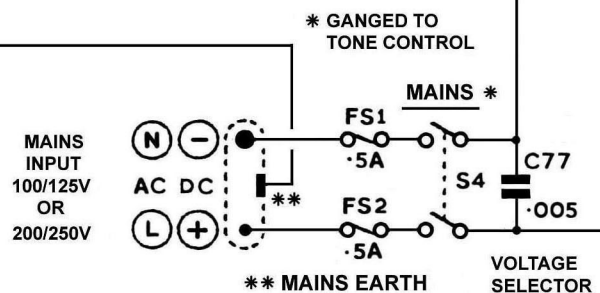 * GANGED TO
TONE CONTROL
MAINS *
FS1
·5A
MAINS
INPUT
100/125V
OR
200/250V
N −
AC DC
L +
**
S4
C77
·005
FS2
·5A
** MAINS EARTH
VOLTAGE
SELECTOR